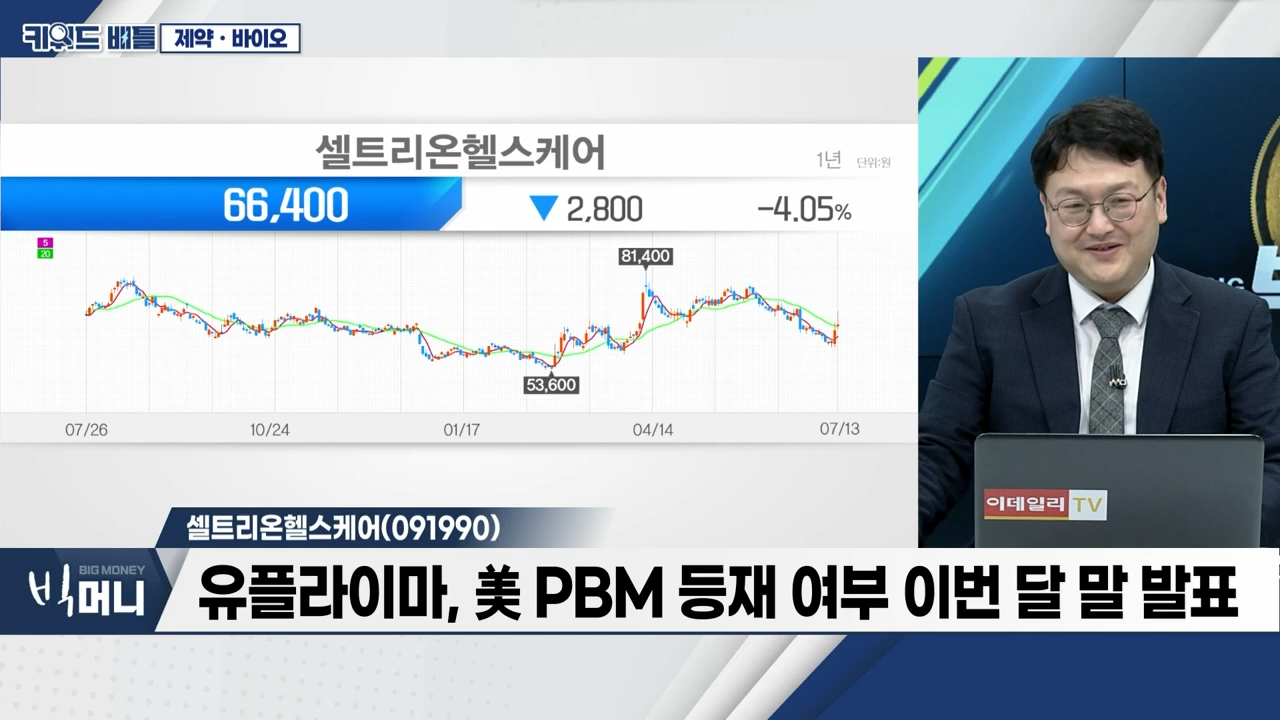 키워드 배틀 제약·바이오
셀트리온헬스케어
1년 단위:원
66,400 ▼ 2,800 -4.05%
5
20
81,400
53,600
07/26 10/24 01/17 04/14 07/13
이데일리 TV
셀트리온헬스케어(091990)
BIG MONEY
빅머니
유플라이마, 美 PBM 등재 여부 이번 달 말 발표